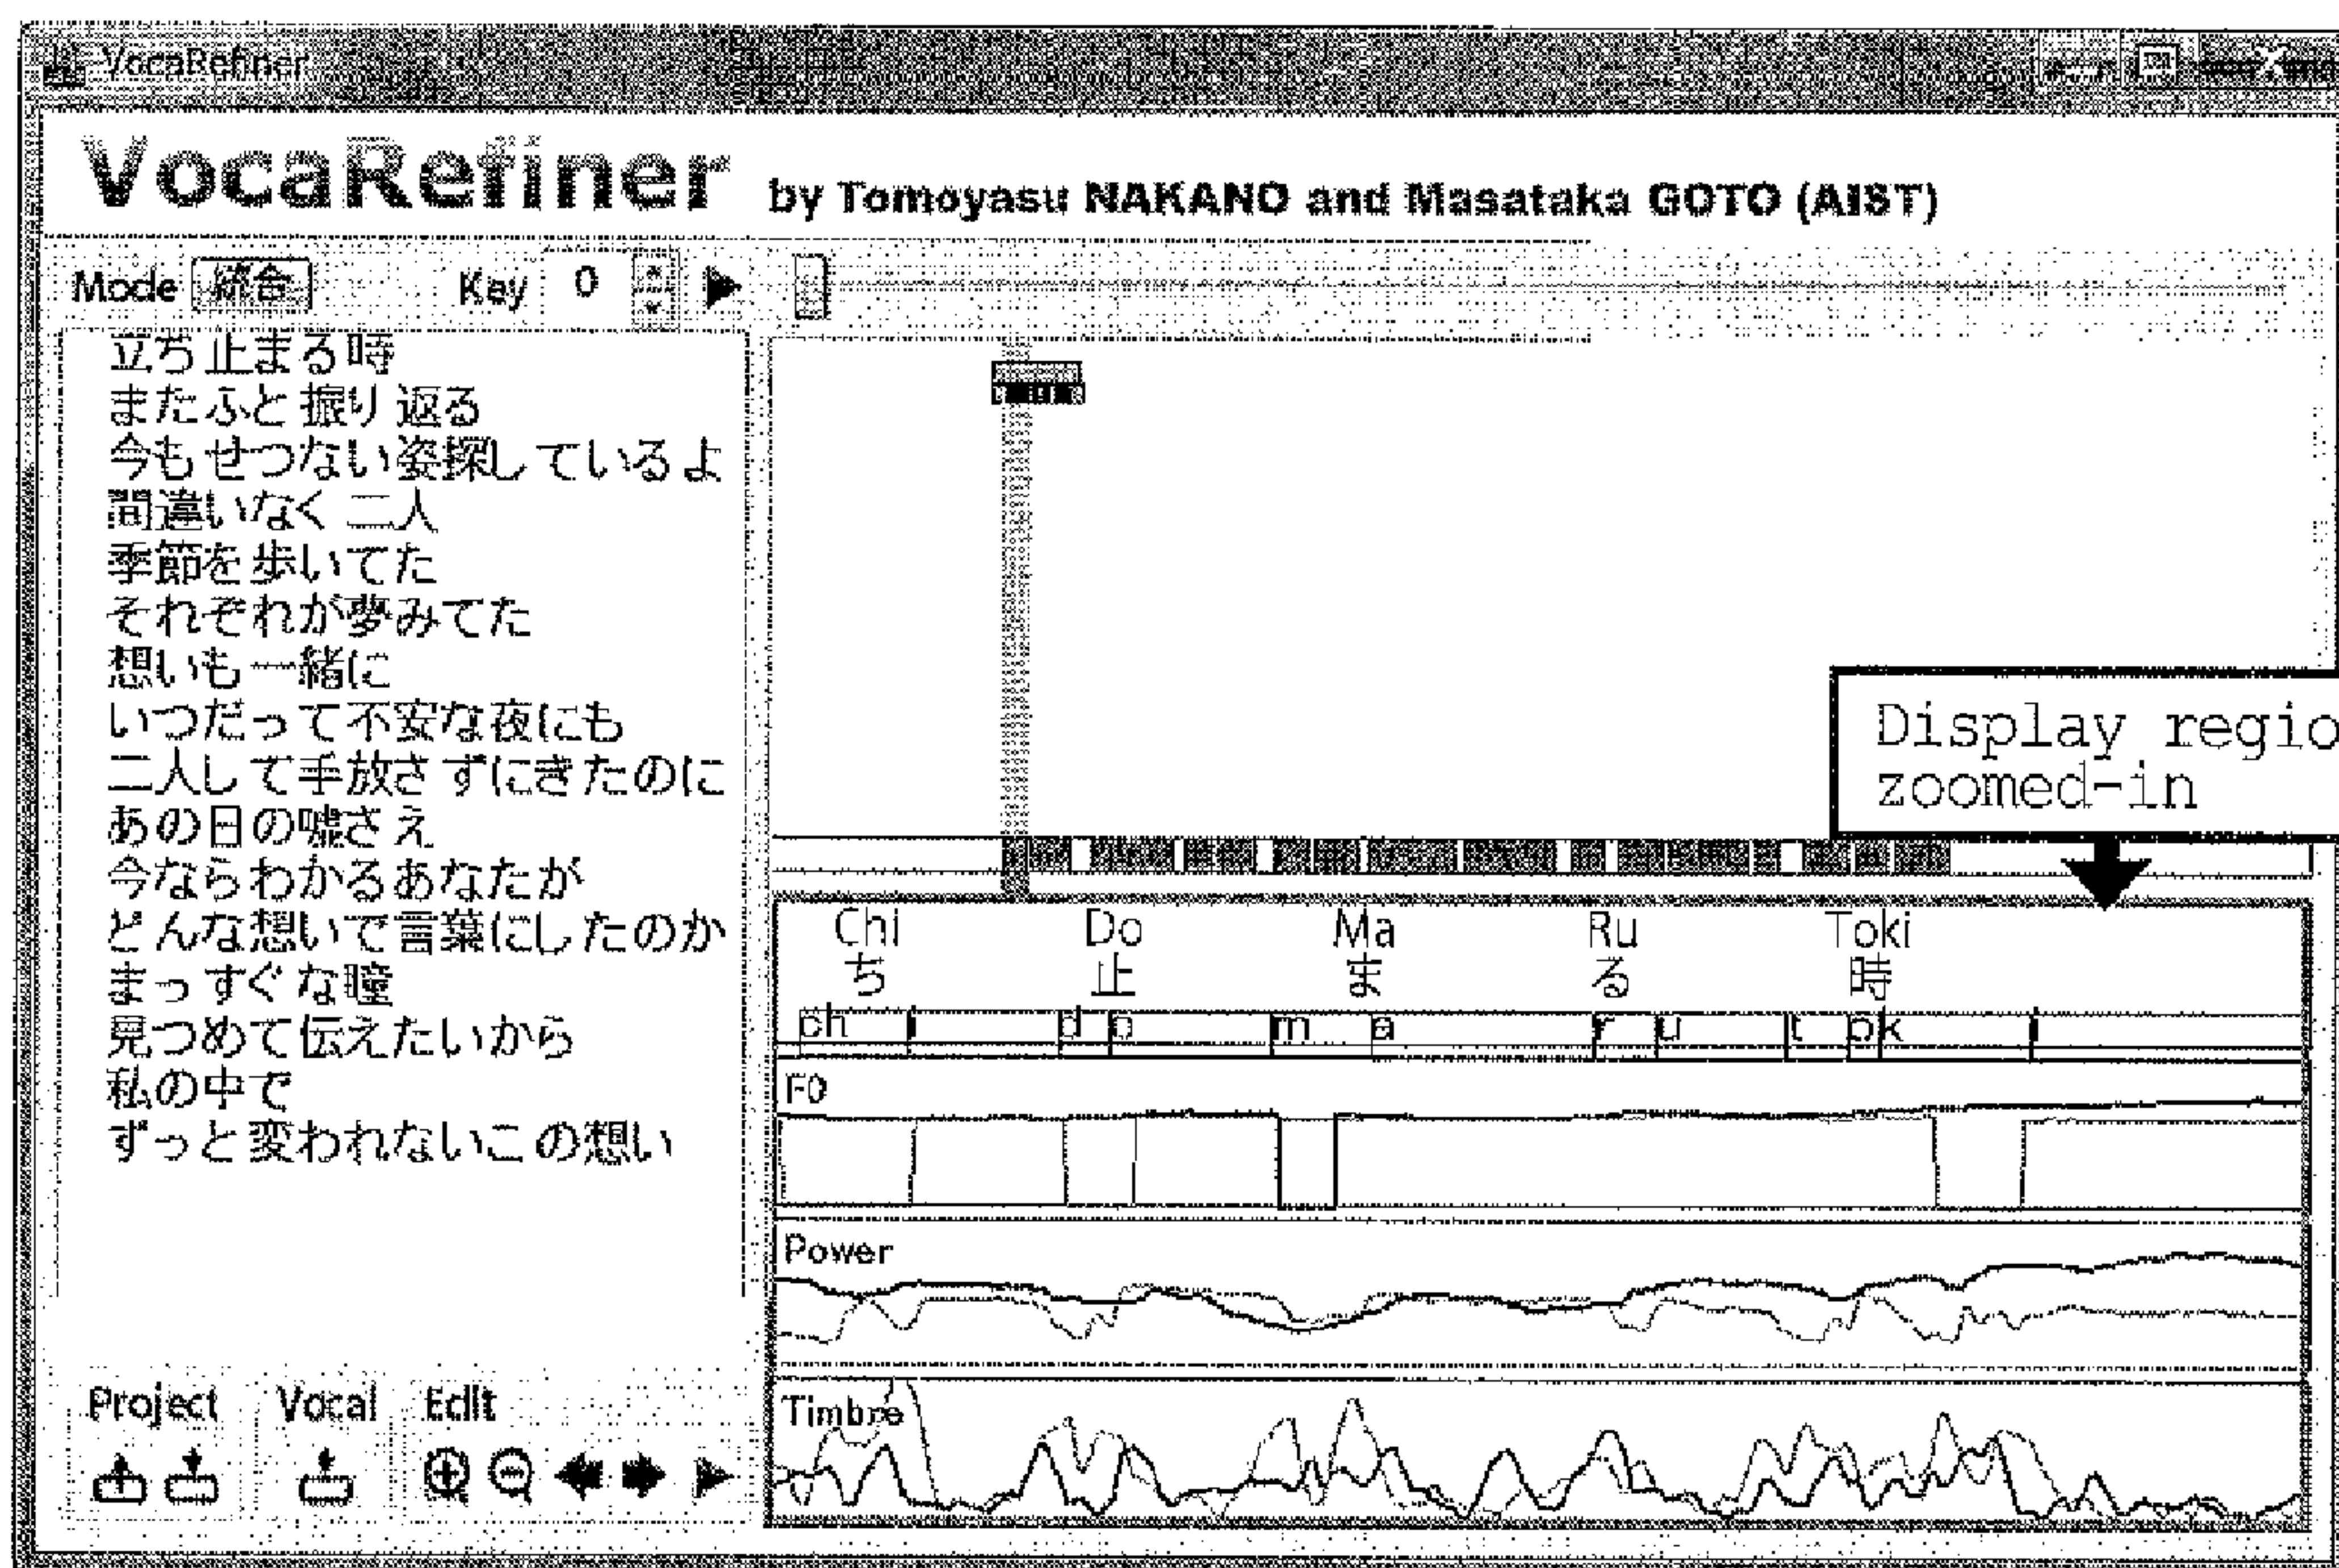 VocaRefiner
VocaRefiner by Tomoyasu NAKANO and Masataka GOTO (AIST)
Mode 統合 Key 0
立ち止まる時
またふと振り返る
今もせつない姿探しているよ
間違いなく二人
季節を歩いてた
それぞれが夢みてた
想いも一緒に
いつだって不安な夜にも
二人して手放さずにきたのに
あの日の嘘さえ
今ならわかるあなたが
どんな想いで言葉にしたのか
まっすぐな瞳
見つめて伝えたいから
私の中で
ずっと変われないこの想い
Project Vocal Edit
Display regio
zoomed-in
Chi Do Ma Ru Toki
ち 止 ま る 時
ch i d o m a r u t o k i
F0
Power
Timbre